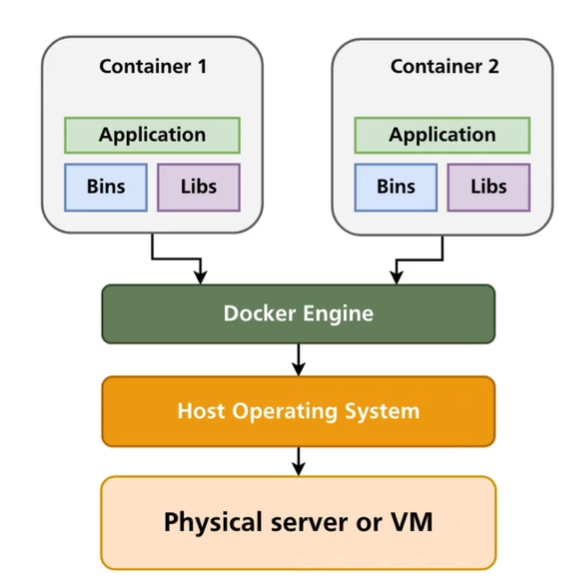 Container 1
Application
Bins
Libs
Container 2
Application
Bins
Libs
Docker Engine
Host Operating System
Physical server or VM